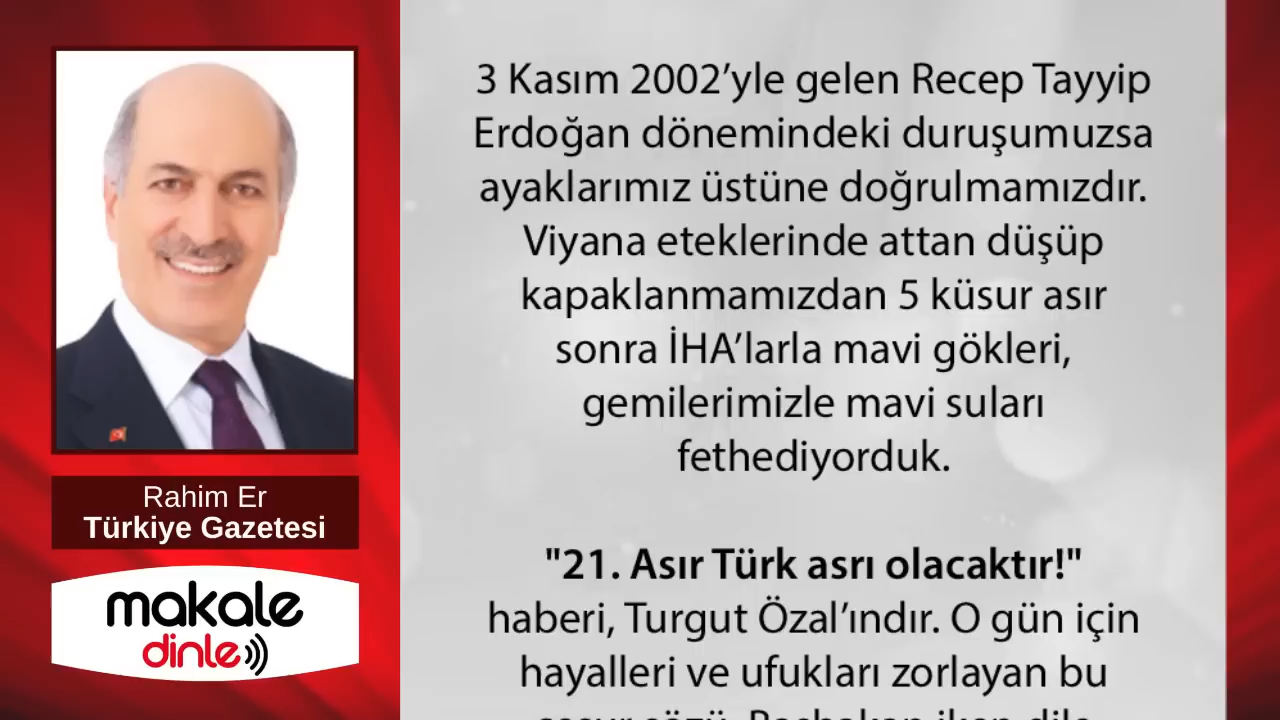 3 Kasım 2002’yle gelen Recep Tayyip
Erdoğan dönemindeki duruşumuzsa
ayaklarımız üstüne doğrulmamızdır.
Viyana eteklerinde attan düşüp
kapaklanmamızdan 5 küsur asır
sonra İHA’larla mavi gökleri,
gemilerimizle mavi suları
fethediyorduk.
"21. Asır Türk asrı olacaktır!"
haberi, Turgut Özal’ındır. O gün için
hayalleri ve ufukları zorlayan bu
Rahim Er
Türkiye Gazetesi
makale
dinle